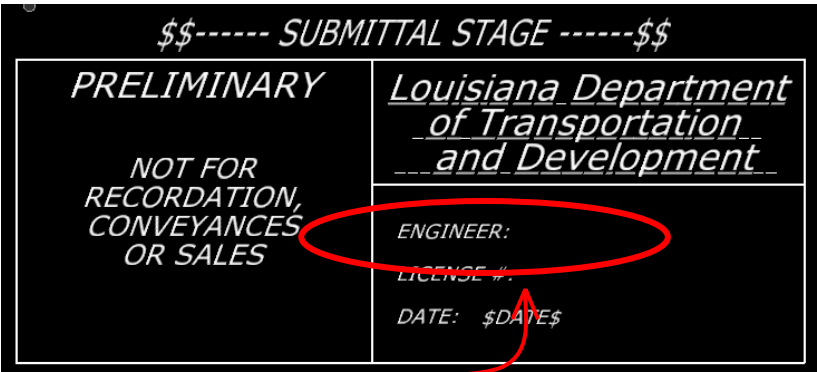 $$------ SUBMITTAL STAGE ------$$
PRELIMINARY
NOT FOR
RECORDATION,
CONVEYANCES
OR SALES
Louisiana Department
of Transportation
and Development
ENGINEER:
LICENSE #:
DATE: $DATE$